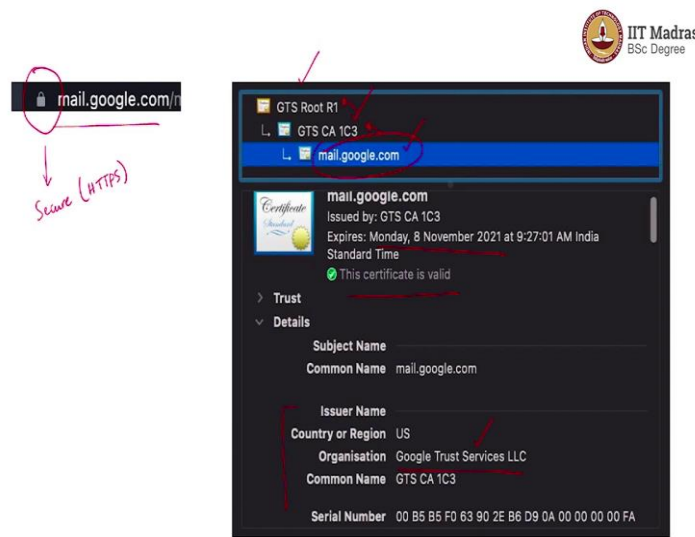 IIT Madras
BSc Degree
mail.google.com/
Secure (HTTPS)
GTS Root R1
GTS CA 1C3
mail.google.com
Certificate
Standard
mail.google.com
Issued by: GTS CA 1C3
Expires: Monday, 8 November 2021 at 9:27:01 AM India
Standard Time
This certificate is valid
Trust
Details
Subject Name
Common Name mail.google.com
Issuer Name
Country or Region US
Organisation Google Trust Services LLC
Common Name GTS CA 1C3
Serial Number 00 B5 B5 F0 63 90 2E B6 D9 0A 00 00 00 00 FA